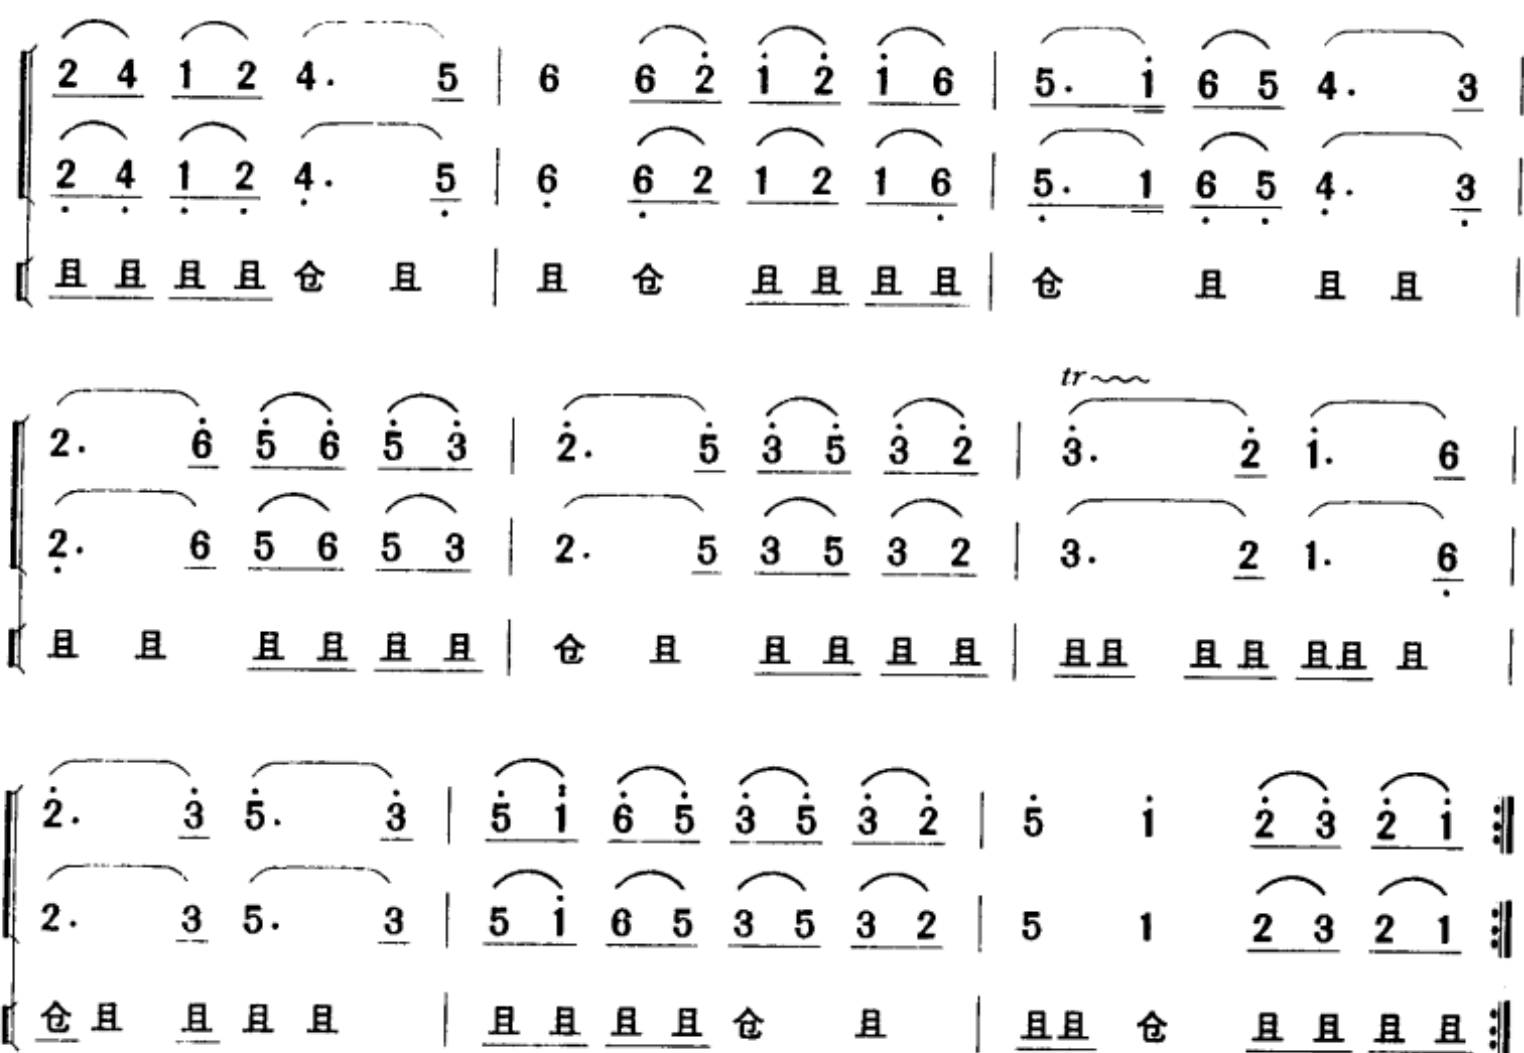 2 4 1 2 4. 5 | 6 6 2̇ 1̇ 2̇ 1̇ 6 | 5. 1̇ 6 5 4. 3 |
2̣ 4̣ 1̣ 2̣ 4̣. 5̣ | 6̣ 6̣ 2 1 2 1 6̣ | 5̣. 1 6̣ 5̣ 4̣. 3̣ |
且 且 且 且 仓 且 | 且 仓 且 且 且 且 | 仓 且 且 且 |
tr
2. 6̇ 5̇ 6̇ 5̇ 3̇ | 2̇. 5̇ 3̇ 5̇ 3̇ 2̇ | 3̇. 2̇ 1̇. 6 |
2̣. 6 5 6 5 3 | 2. 5 3 5 3 2 | 3. 2 1. 6̣ |
且 且 且 且 且 且 | 仓 且 且 且 且 且 | 且且 且 且 且且 且 |
2̇. 3̇ 5̇. 3̇ | 5̇ 1̈ 6̇ 5̇ 3̇ 5̇ 3̇ 2̇ | 5̇ 1̇ 2̇ 3̇ 2̇ 1̇ :|
2. 3 5. 3 | 5 1̇ 6 5 3 5 3 2 | 5 1 2 3 2 1 :|
仓 且 且 且 且 | 且 且 且 且 仓 且 | 且且 仓 且 且 且 且 :|